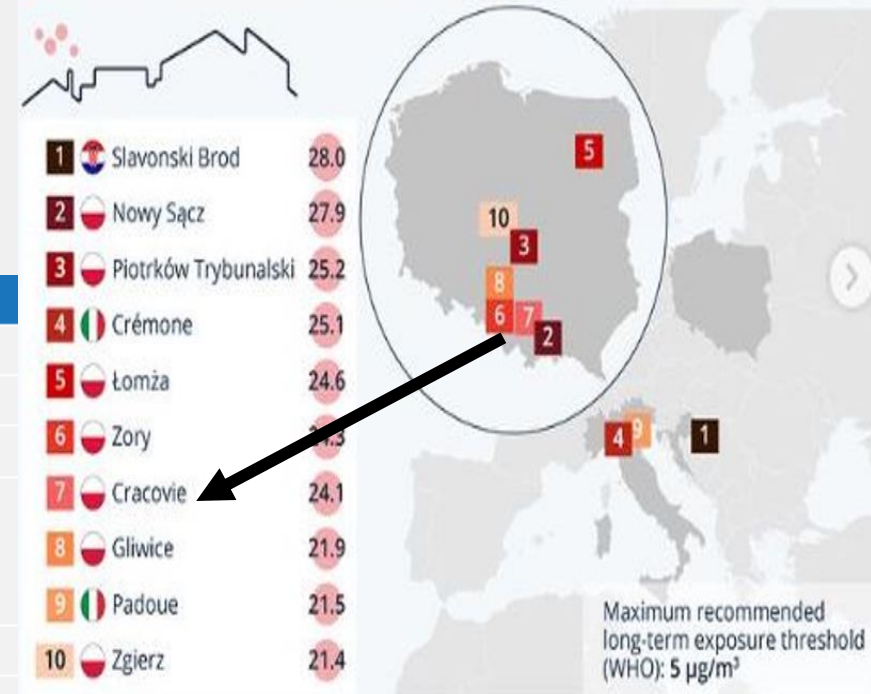 1 Slavonski Brod 28.0
2 Nowy Sącz 27.9
3 Piotrków Trybunalski 25.2
4 Crémone 25.1
5 Łomża 24.6
6 Zory .3
7 Cracovie 24.1
8 Gliwice 21.9
9 Padoue 21.5
10 Zgierz 21.4
5
10
3
8
6 7
2
4 9 1
Maximum recommended
long-term exposure threshold
(WHO): 5 µg/m³